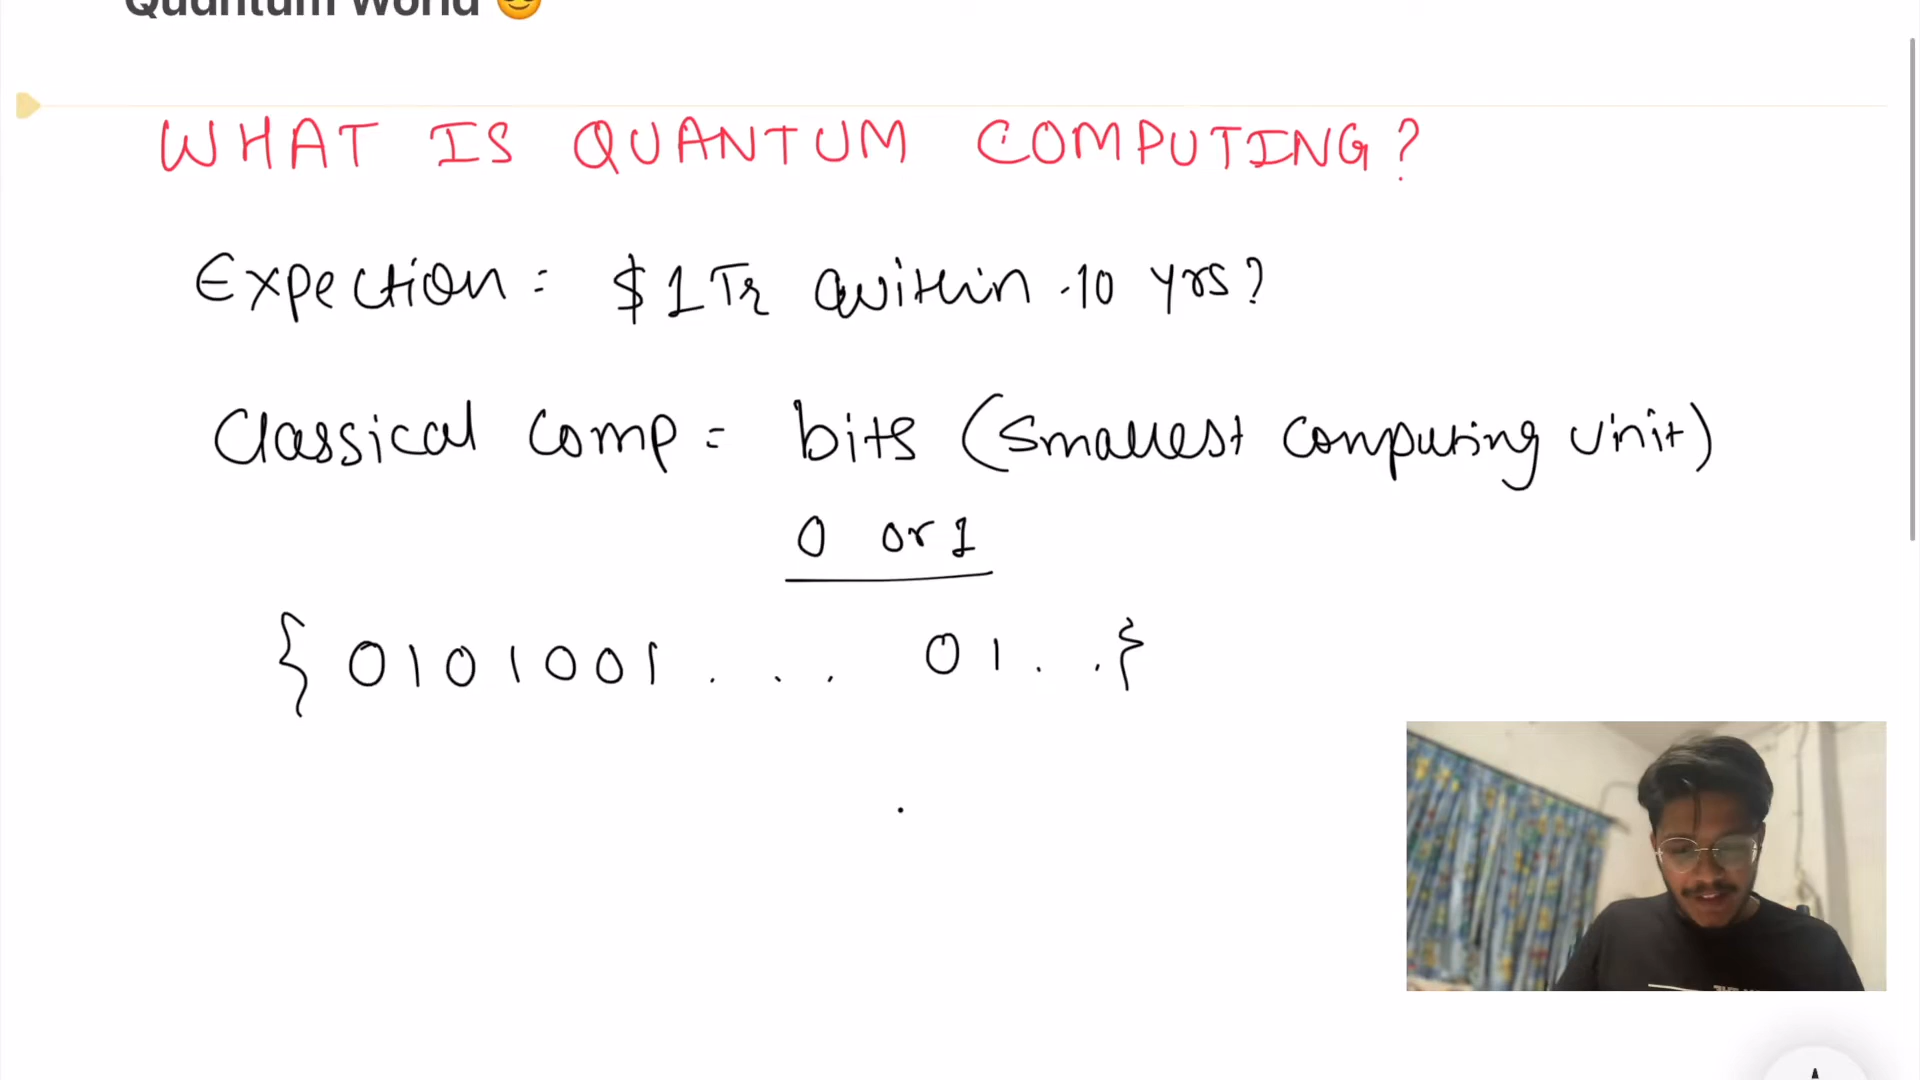 Quantum World 😊
WHAT IS QUANTUM COMPUTING?
Expection = $1Tr within 10 yrs?
Classical Comp = bits (smallest computing unit)
0 or 1
{ 0101001 . . . 01 . . }